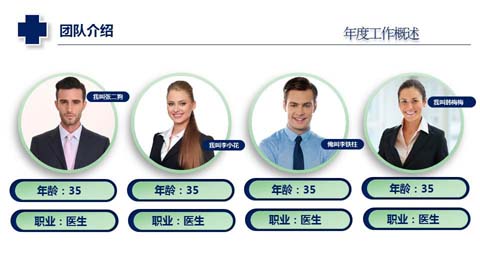 团队介绍
年度工作概述
我叫张二狗
我叫李小花
俺叫李铁柱
我叫韩梅梅
年龄：35
年龄：35
年龄：35
年龄：35
职业：医生
职业：医生
职业：医生
职业：医生